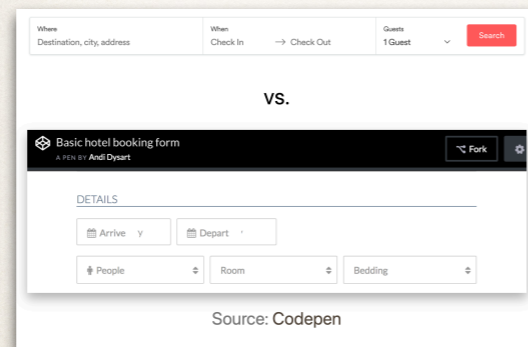 Where When Guests
Destination, city, address Check In → Check Out 1 Guest Search
vs.
Basic hotel booking form
A PEN BY Andi Dysart Fork
DETAILS
Arrive y Depart
People Room Bedding
Source: Codepen